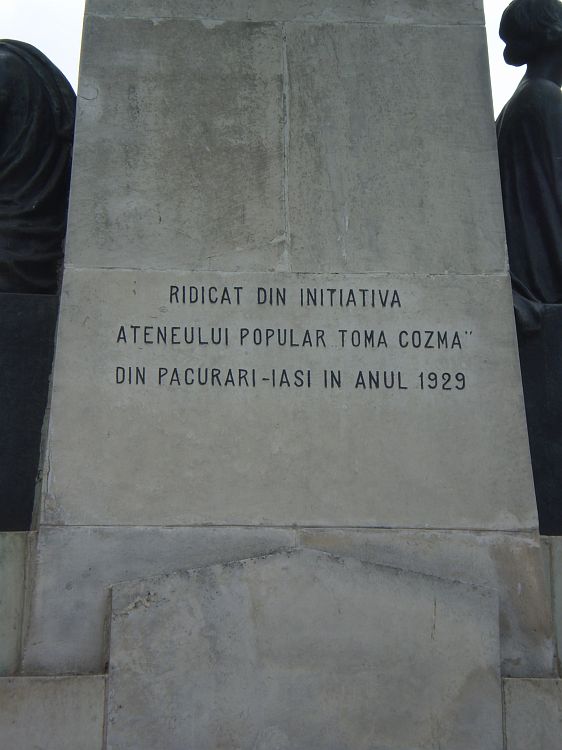 RIDICAT DIN INITIATIVA
ATENEULUI POPULAR „TOMA COZMA”
DIN PACURARI-IASI IN ANUL 1929